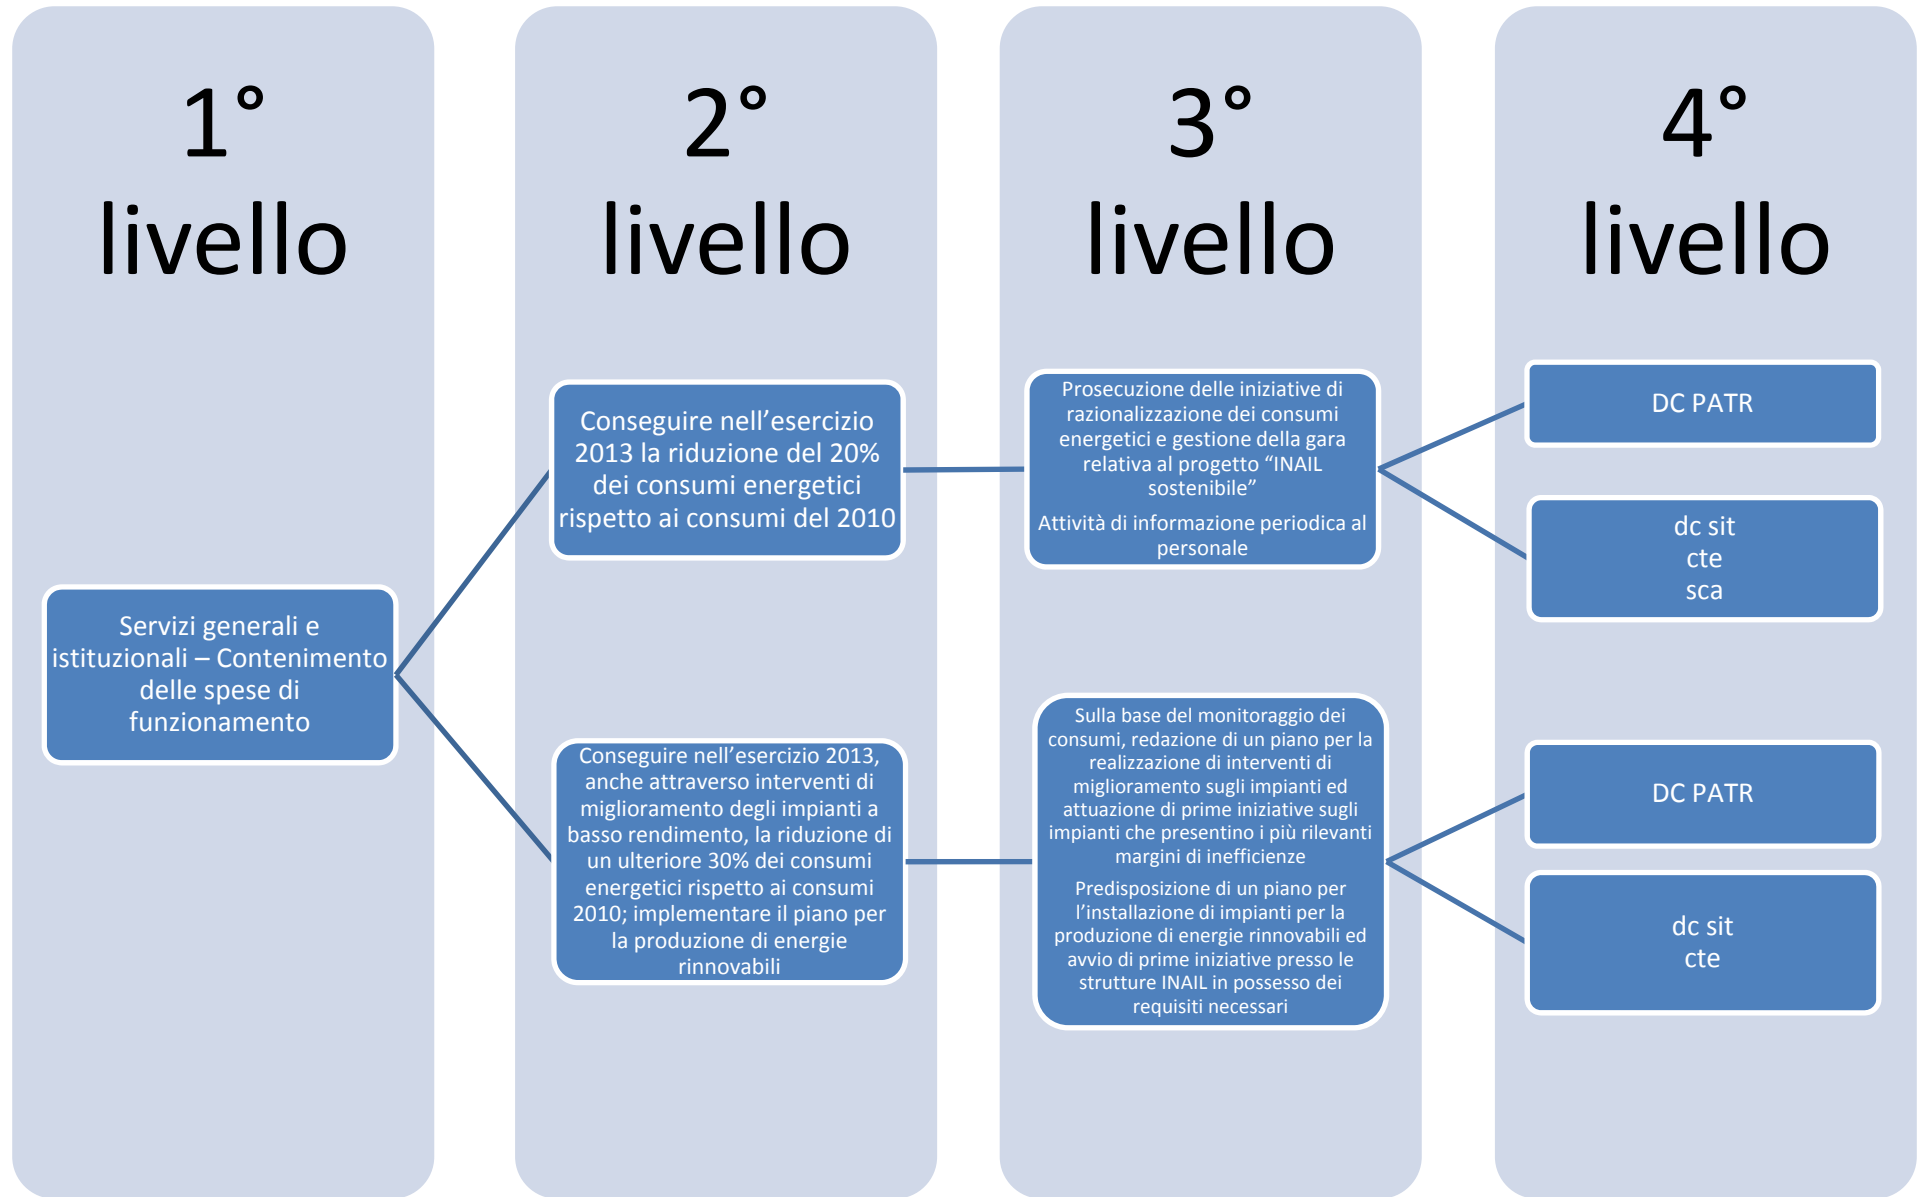 1°
livello
2°
livello
3°
livello
4°
livello
Servizi generali e
istituzionali – Contenimento
delle spese di
funzionamento
Conseguire nell’esercizio
2013 la riduzione del 20%
dei consumi energetici
rispetto ai consumi del 2010
Prosecuzione delle iniziative di
razionalizzazione dei consumi
energetici e gestione della gara
relativa al progetto “INAIL
sostenibile”
Attività di informazione periodica al
personale
DC PATR
dc sit
cte
sca
Conseguire nell’esercizio 2013,
anche attraverso interventi di
miglioramento degli impianti a
basso rendimento, la riduzione di
un ulteriore 30% dei consumi
energetici rispetto ai consumi
2010; implementare il piano per
la produzione di energie
rinnovabili
Sulla base del monitoraggio dei
consumi, redazione di un piano per la
realizzazione di interventi di
miglioramento sugli impianti ed
attuazione di prime iniziative sugli
impianti che presentino i più rilevanti
margini di inefficienze
Predisposizione di un piano per
l’installazione di impianti per la
produzione di energie rinnovabili ed
avvio di prime iniziative presso le
strutture INAIL in possesso dei
requisiti necessari
DC PATR
dc sit
cte